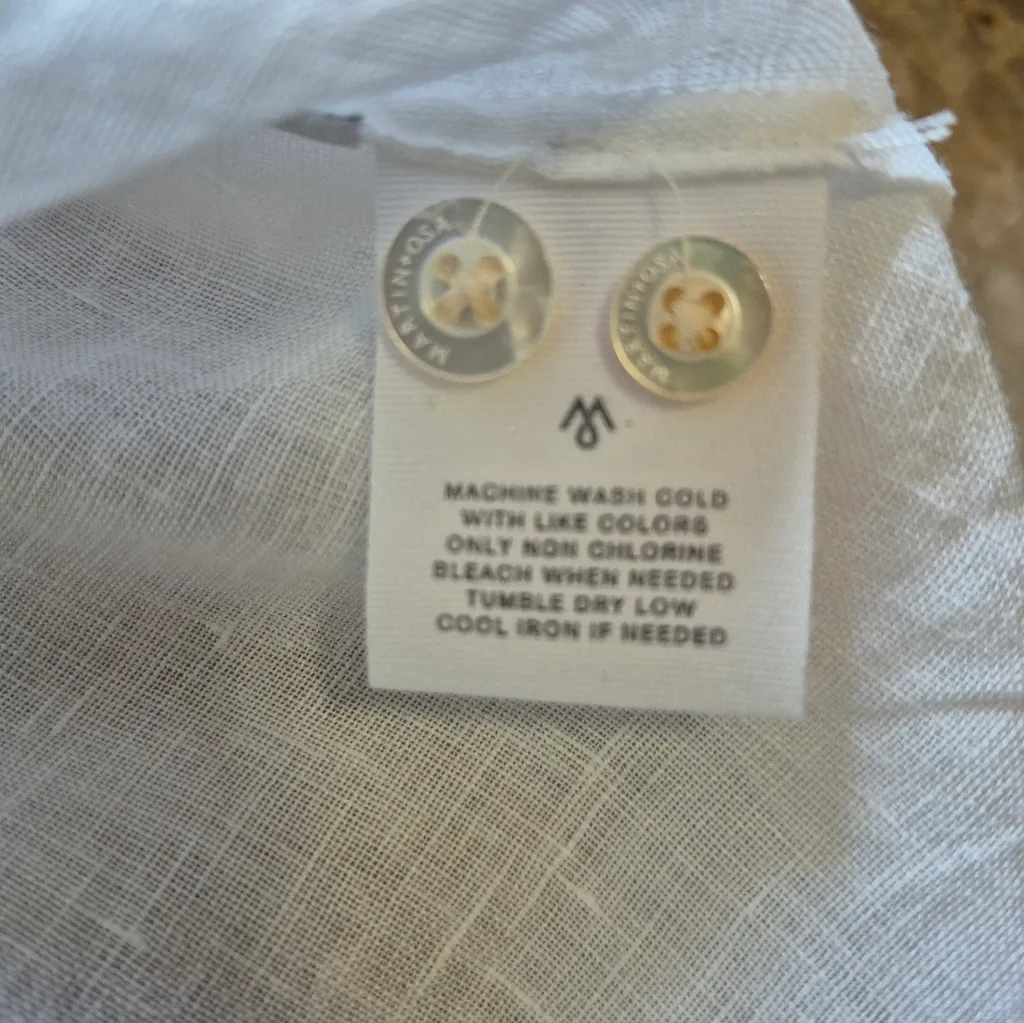 MARTIN+OSA
MARTIN+OSA
MACHINE WASH COLD
WITH LIKE COLORS
ONLY NON CHLORINE
BLEACH WHEN NEEDED
TUMBLE DRY LOW
COOL IRON IF NEEDED